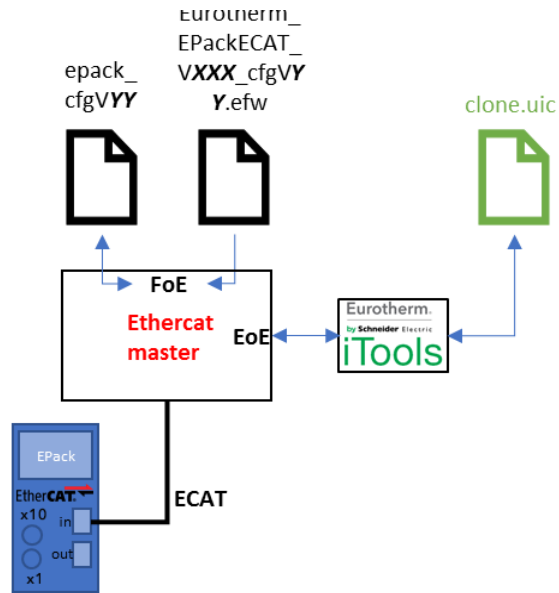 Eurotherm_
EPackECAT_
VXXX_cfgVY
Y.efw
epack_
cfgVYY
clone.uic
FoE
Ethercat
master
EoE
Eurotherm.
by Schneider Electric
iTools
EPack
EtherCAT.
x10
in
out
x1
ECAT